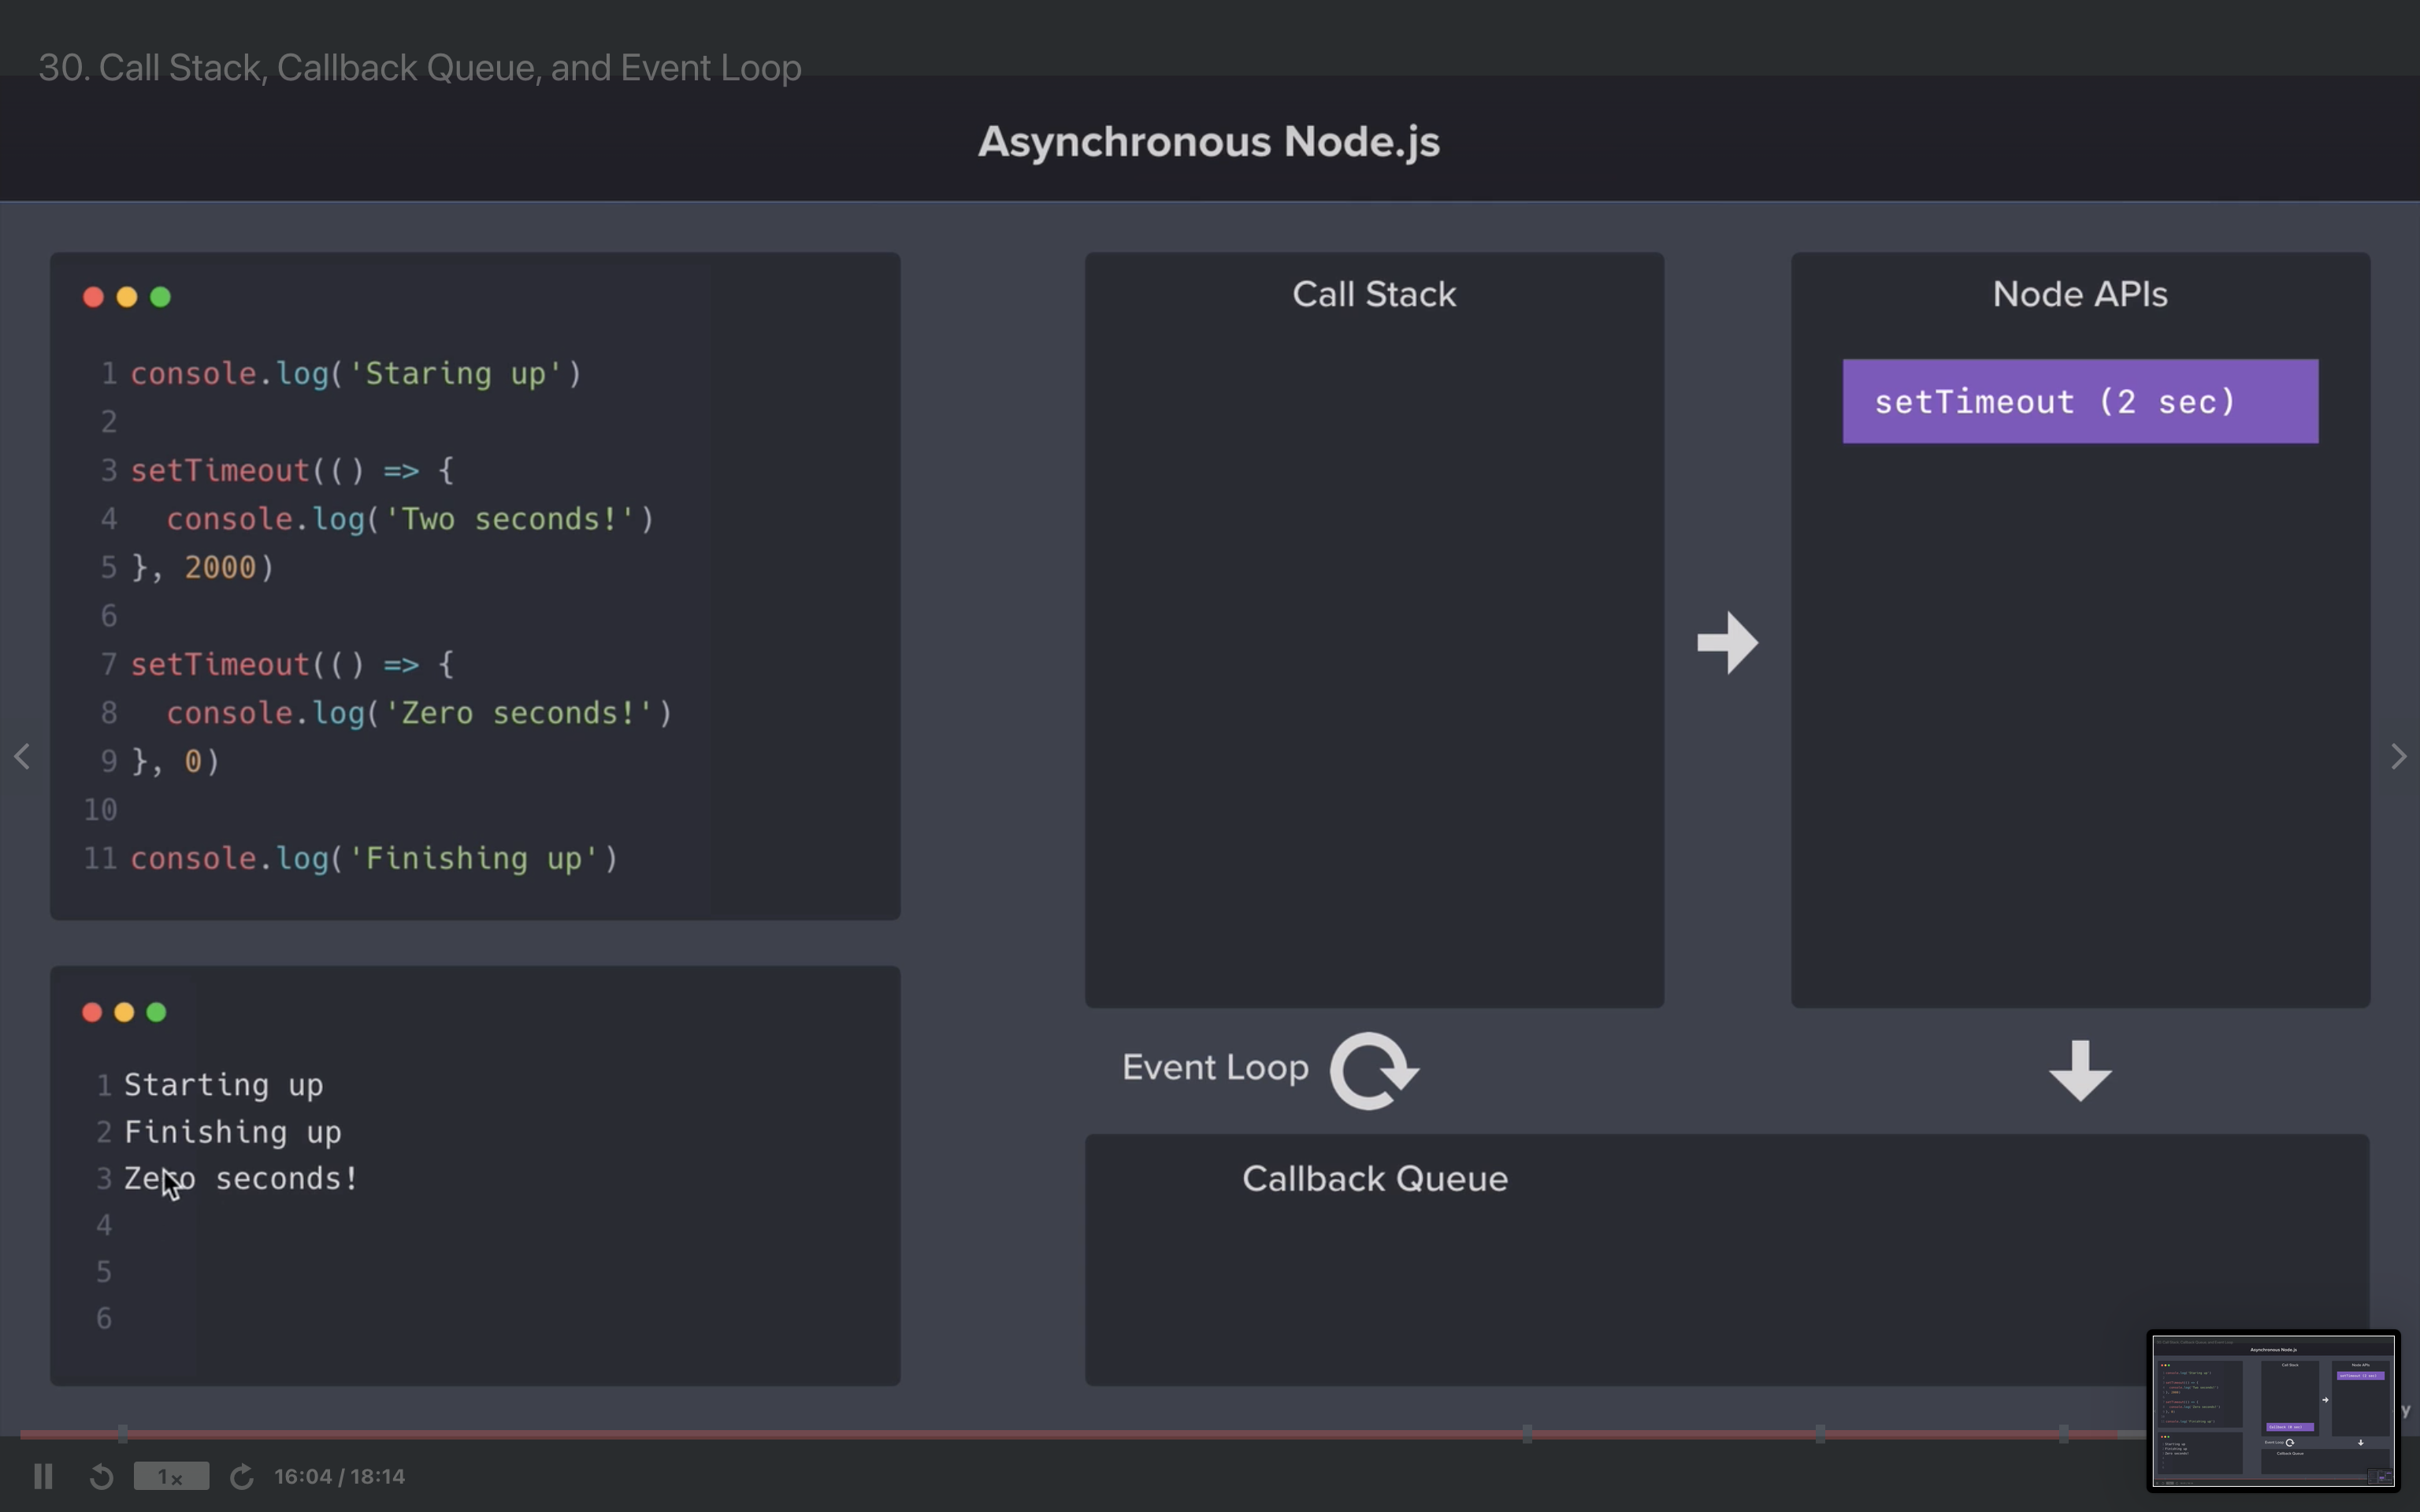 30. Call Stack, Callback Queue, and Event Loop
Asynchronous Node.js
1 console.log('Staring up')
2
3 setTimeout(() => {
4   console.log('Two seconds!')
5 }, 2000)
6
7 setTimeout(() => {
8   console.log('Zero seconds!')
9 }, 0)
10
11 console.log('Finishing up')
Call Stack
Node APIs
setTimeout (2 sec)
1 Starting up
2 Finishing up
3 Zero seconds!
4
5
6
Event Loop
Callback Queue
1x
16:04 / 18:14